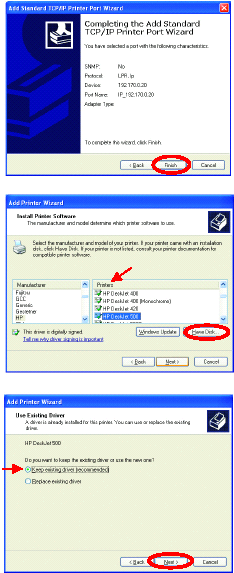 Add Standard TCP/IP Printer Port Wizard
Completing the Add Standard
TCP/IP Printer Port Wizard
You have selected a port with the following characteristics.
SNMP: No
Protocol: LPR, lp
Device: 192.170.0.20
Port Name: IP_192.170.0.20
Adapter Type:
To complete the wizard, click Finish.
< Back Finish Cancel
Add Printer Wizard
Install Printer Software
The manufacturer and model determine which printer software to use.
Select the manufacturer and model of your printer. If your printer came with an installation
disk, click Have Disk. If your printer is not listed, consult your printer documentation for
compatible printer software.
Manufacturer Printers
Fujitsu HP DeskJet 400
GCC HP DeskJet 400 (Monochrome)
Generic HP DeskJet 420
Gestetner HP DeskJet 500
HP
This driver is digitally signed. Windows Update Have Disk...
Tell me why driver signing is important
< Back Next > Cancel
Add Printer Wizard
Use Existing Driver
A driver is already installed for this printer. You can use or replace the existing
driver.
HP DeskJet 500
Do you want to keep the existing driver or use the new one?
Keep existing driver (recommended)
Replace existing driver
< Back Next > Cancel